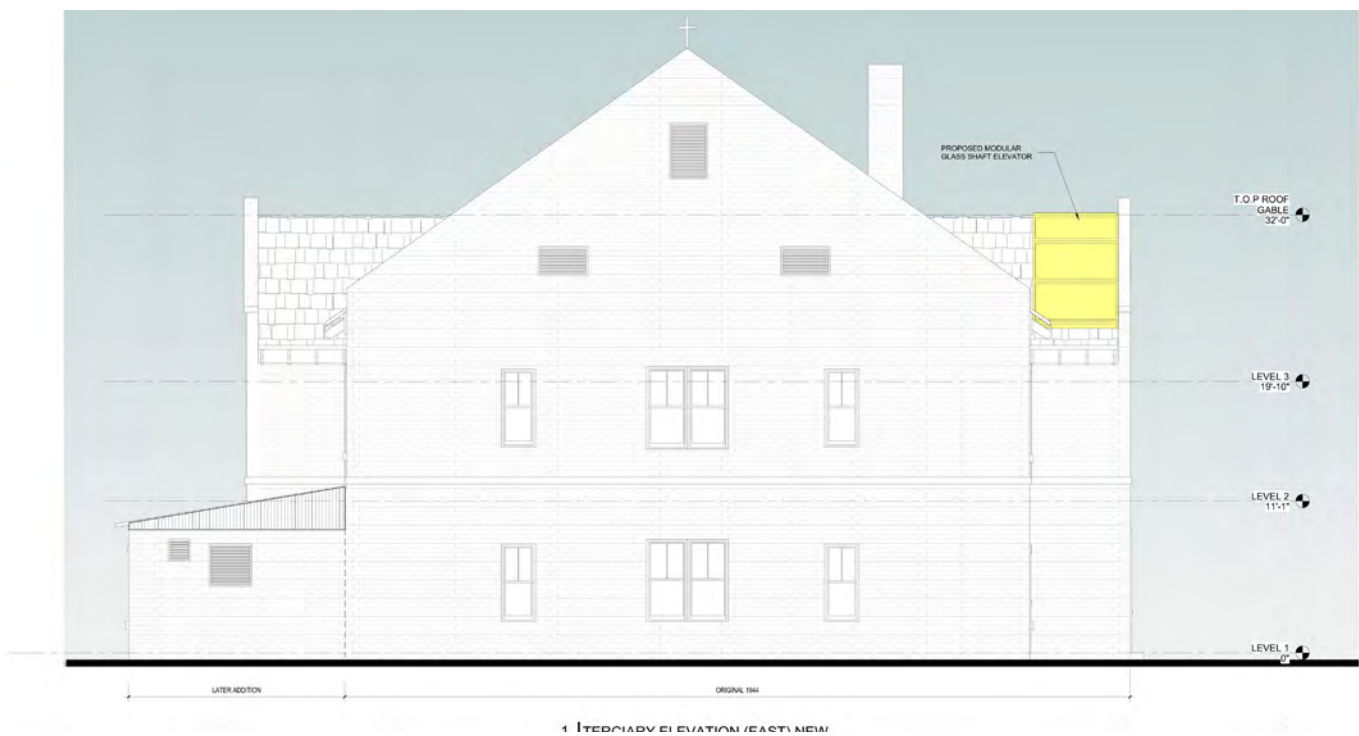 PROPOSED MODULAR
GLASS SHAFT ELEVATOR
T.O.P ROOF
GABLE
32'-0"
LEVEL 3
19'-10"
LEVEL 2
11'-1"
LEVEL 1
0"
LATER ADDITION
ORIGINAL 1944
1 TERCIARY ELEVATION (EAST) NEW